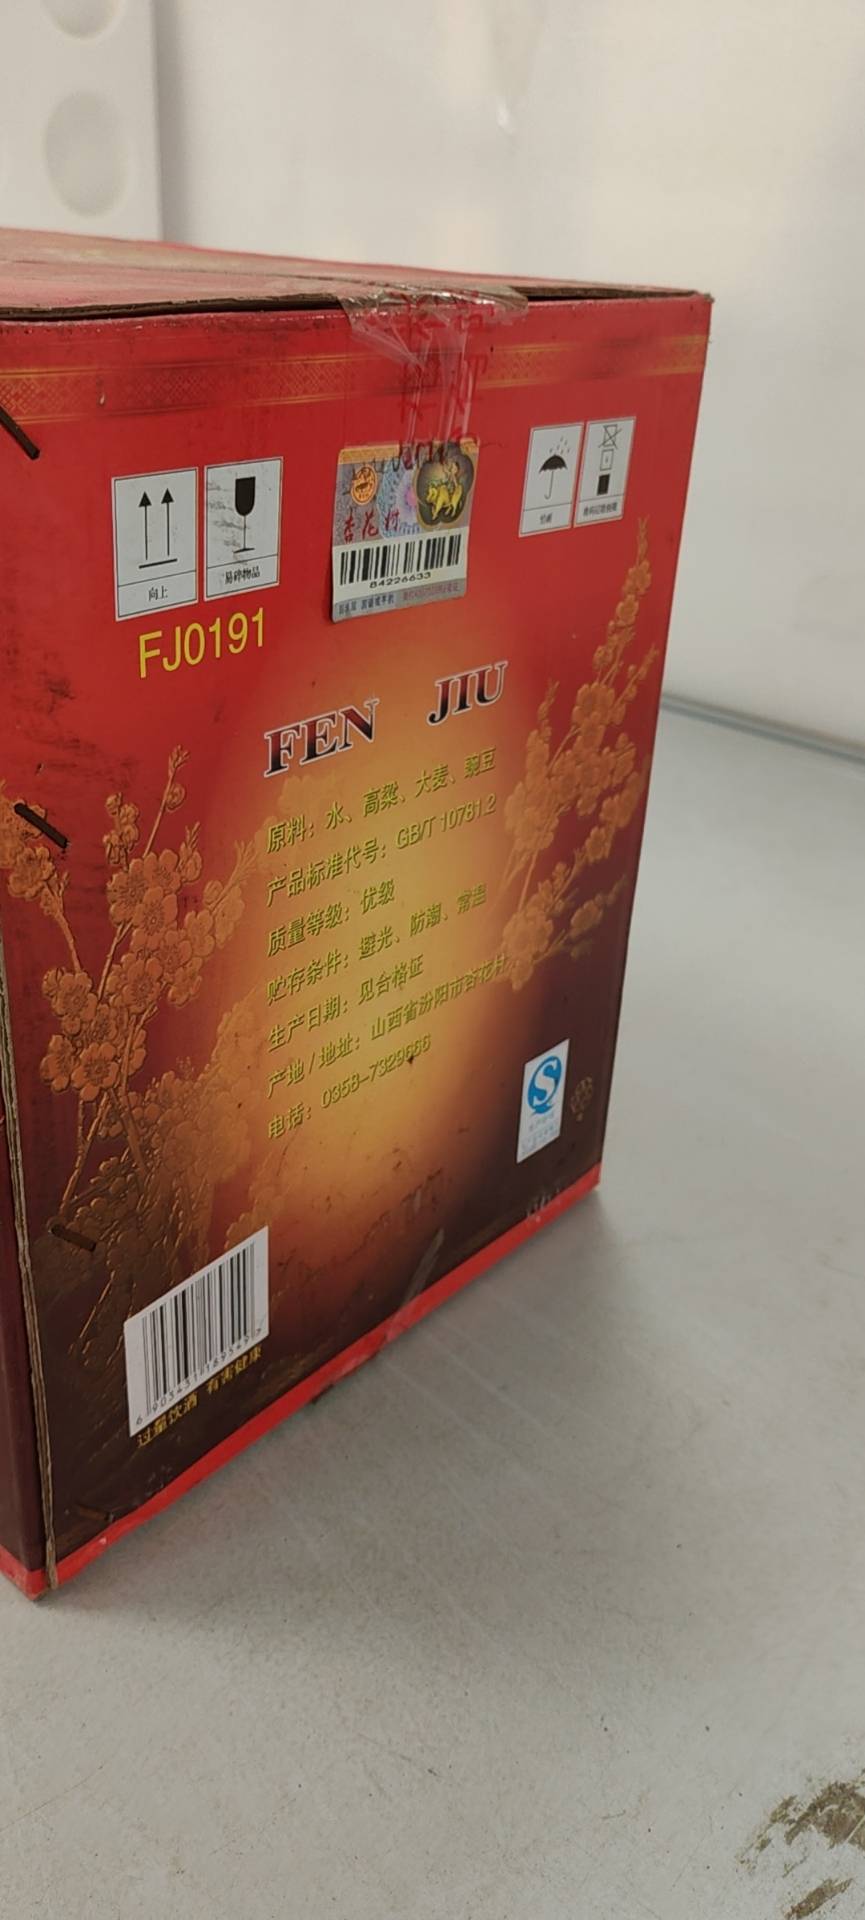 杏花村
84226633
向上
易碎物品
怕雨
FJ0191
FEN JIU
原料：水、高粱、大麦、豌豆
产品标准代号：GB/T 10781.2
质量等级：优级
贮存条件：避光、防潮、常温
生产日期：见合格证
产地/地址：山西省汾阳市杏花村
电话：0358-7329666
过量饮酒 有害健康